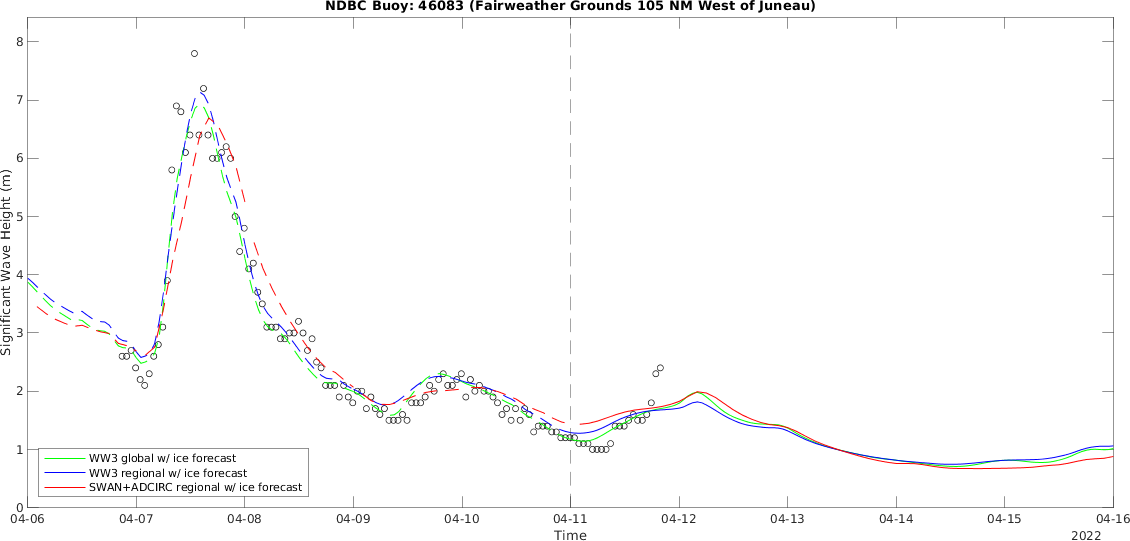 NDBC Buoy: 46083 (Fairweather Grounds 105 NM West of Juneau)
Significant Wave Height (m)
8
7
6
5
4
3
2
1
0
WW3 global w/ ice forecast
WW3 regional w/ ice forecast
SWAN+ADCIRC regional w/ ice forecast
04-06 04-07 04-08 04-09 04-10 04-11 04-12 04-13 04-14 04-15 04-16
Time
2022